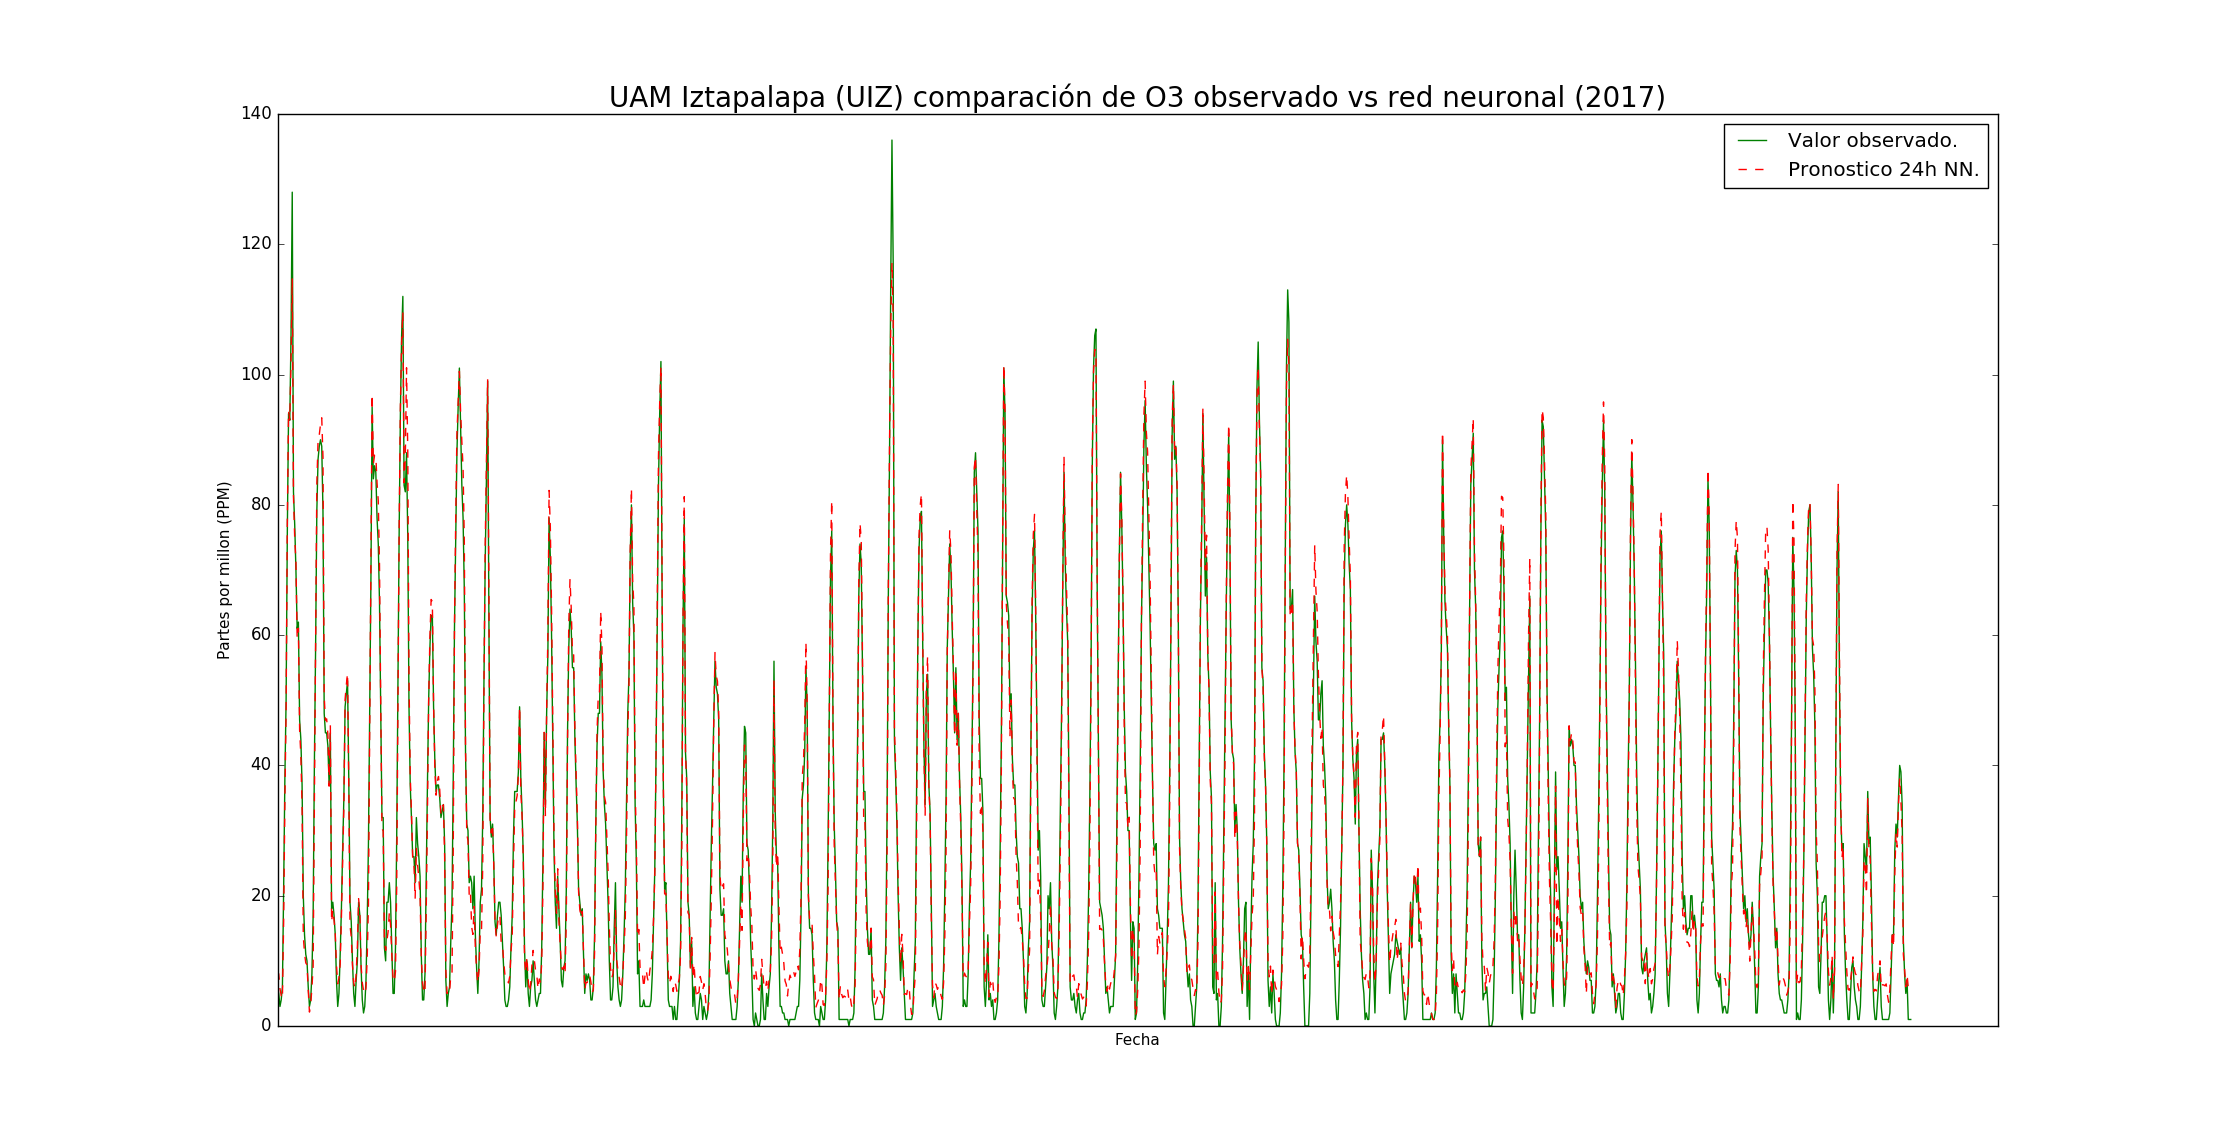 UAM Iztapalapa (UIZ) comparación de O3 observado vs red neuronal (2017)
Valor observado.
Pronostico 24h NN.
140
120
100
80
60
40
20
0
Partes por millon (PPM)
Fecha